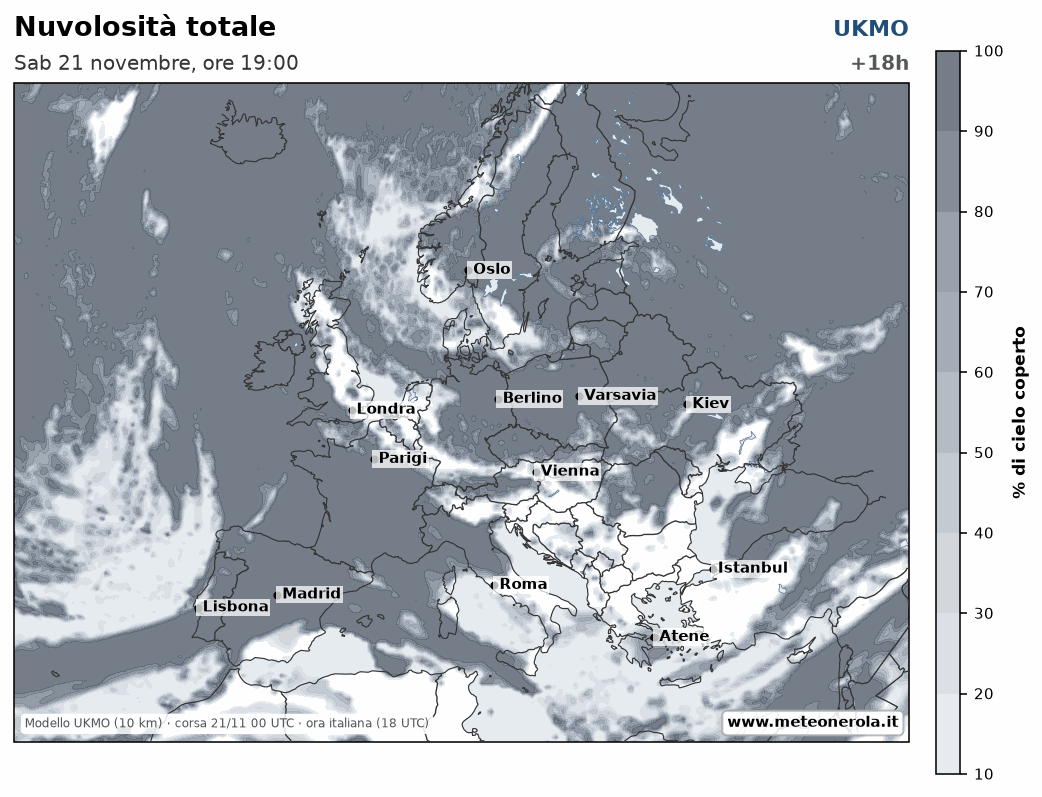 Nuvolosità totale
UKMO
Sab 21 novembre, ore 19:00
+18h
100
90
80
70
60
50
40
30
20
10
% di cielo coperto
Oslo
Berlino
Varsavia
Kiev
Londra
Parigi
Vienna
Istanbul
Roma
Madrid
Lisbona
Atene
Modello UKMO (10 km) · corsa 21/11 00 UTC · ora italiana (18 UTC)
www.meteonerola.it